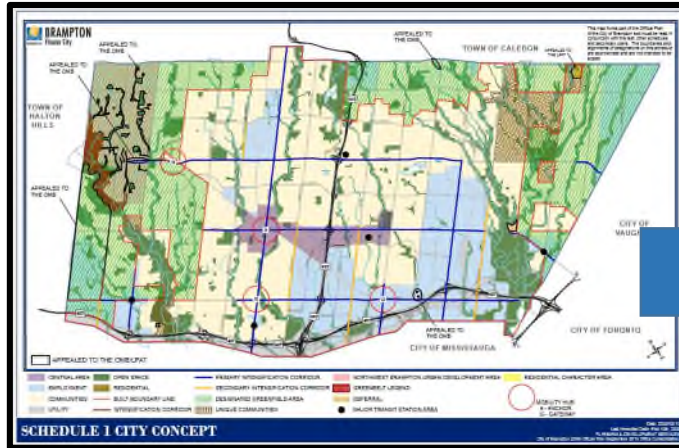 BRAMPTON
Flower City
APPEALED TO
THE OMB
APPEALED TO
THE OMB
APPEALED TO
THE OMB
TOWN OF CALEDON
TOWN OF
HALTON
HILLS
APPEALED TO
THE OMB
CITY OF
VAUGHAN
CITY OF TORONTO
APPEALED TO
THE OMB
CITY OF MISSISSAUGA
APPEALED TO THE OMB/LPAT
CENTRAL AREA
OPEN SPACE
PRIMARY INTENSIFICATION CORRIDOR
NORTHWEST BRAMPTON URBAN DEVELOPMENT AREA
RESIDENTIAL CHARACTER AREA
EMPLOYMENT
RESIDENTIAL
SECONDARY INTENSIFICATION CORRIDOR
GREENBELT LEGEND
COMMUNITIES
BUILT BOUNDARY LINE
DESIGNATED GREENFIELD AREA
DEFERRAL
UTILITY
INTENSIFICATION CORRIDOR
UNIQUE COMMUNITIES
MAJOR TRANSIT STATION AREA
MOBILITY HUB
A - ANCHOR
G - GATEWAY
SCHEDULE 1 CITY CONCEPT